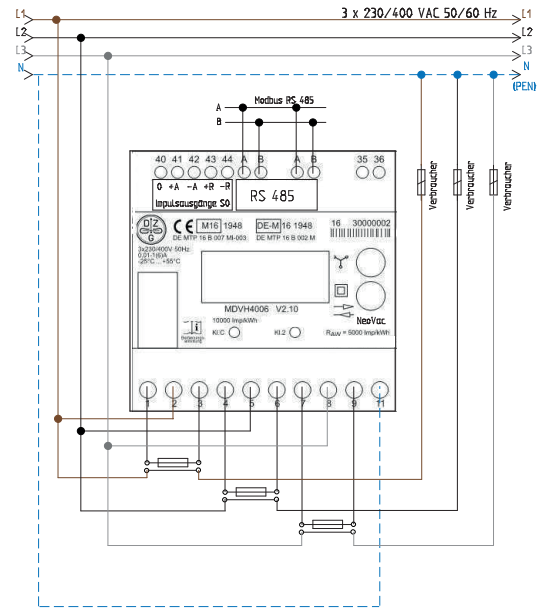 L1 3 x 230/400 VAC 50/60 Hz L1
L2 L2
L3 L3
N N
(PEN)
Modbus RS 485
A
B
Verbraucher Verbraucher Verbraucher
40 41 42 43 44 A B A B 35 36
0 +A -A +R -R
Impulsausgänge S0 RS 485
D Z G
CE M16 1948 DE-M 16 1948 16 30000002
DE MTP 16 B 007 MI-003 DE MTP 16 B 002 M
3x230/400V 50Hz
0,01-1(6)A
-25°C ... +55°C
MDVH4006 V2.10
NeoVac
10000 Imp/kWh
Kl.C Kl.2 RA/W = 5000 Imp/kWh
1 2 3 4 5 6 7 8 9 11